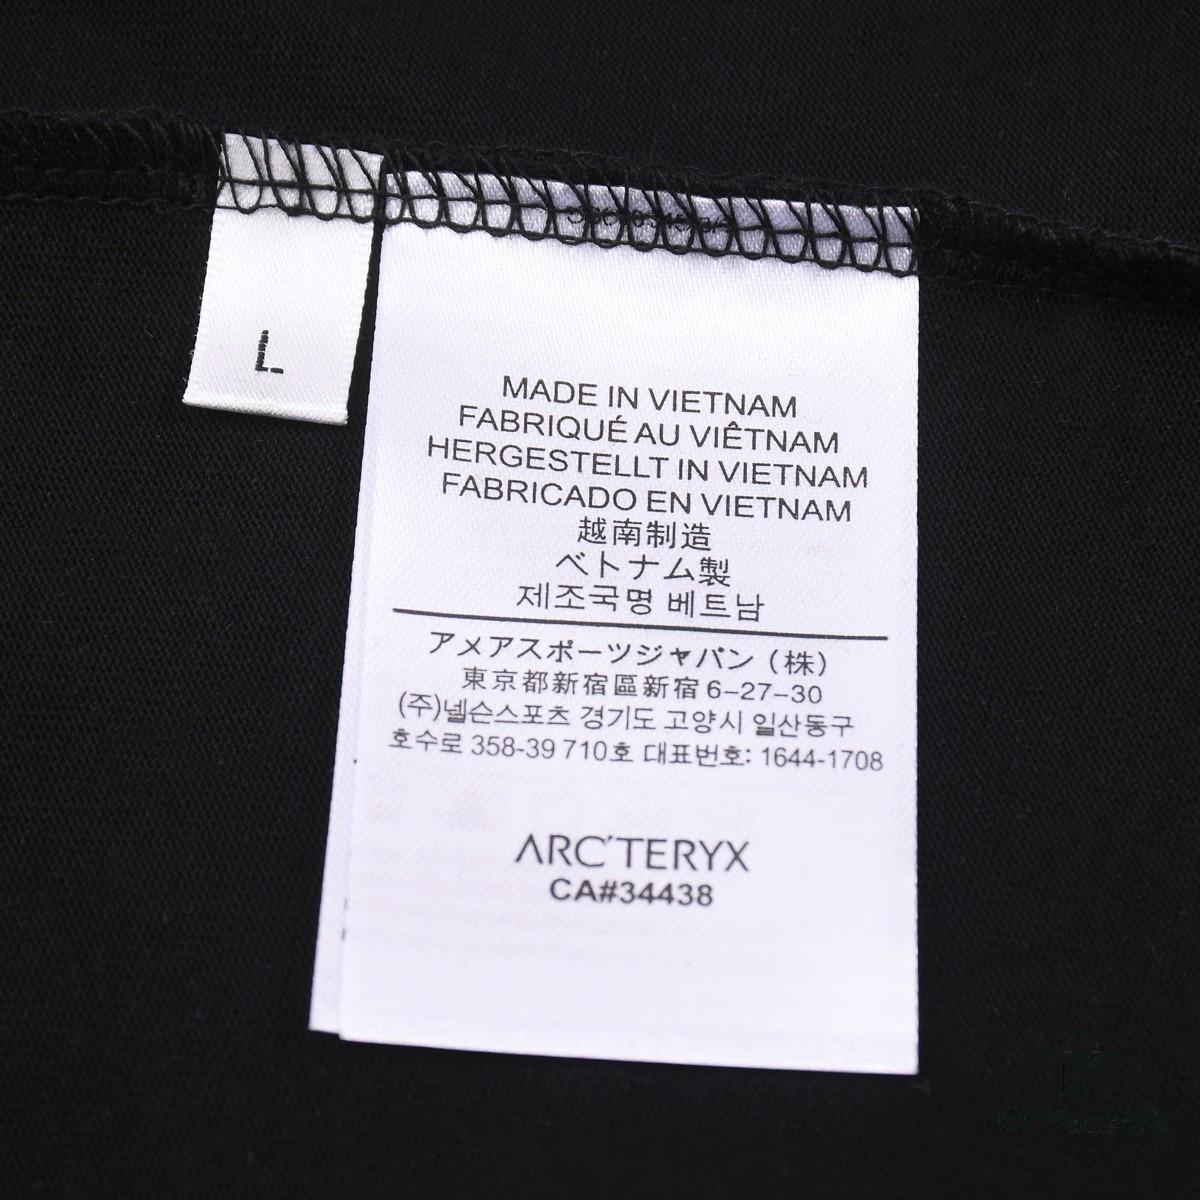 L
MADE IN VIETNAM
FABRIQUÉ AU VIÊTNAM
HERGESTELLT IN VIETNAM
FABRICADO EN VIETNAM
越南制造
ベトナム製
제조국명 베트남
アメアスポーツジャパン（株）
東京都新宿區新宿 6-27-30
(주)넬슨스포츠 경기도 고양시 일산동구
호수로 358-39 710호 대표번호: 1644-1708
ARC'TERYX
CA#34438